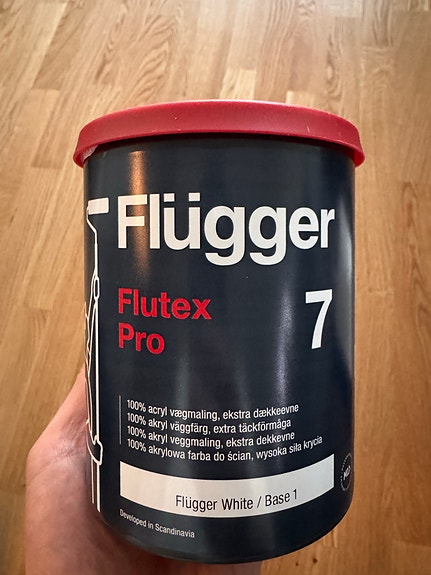 Flügger
Flutex
Pro
7
100% acryl vægmaling, ekstra dækkeevne
100% akryl väggfärg, extra täckförmåga
100% akryl veggmaling, ekstra dekkevne
100% akrylowa farba do ścian, wysoka siła krycia
Flügger White / Base 1
Developed in Scandinavia